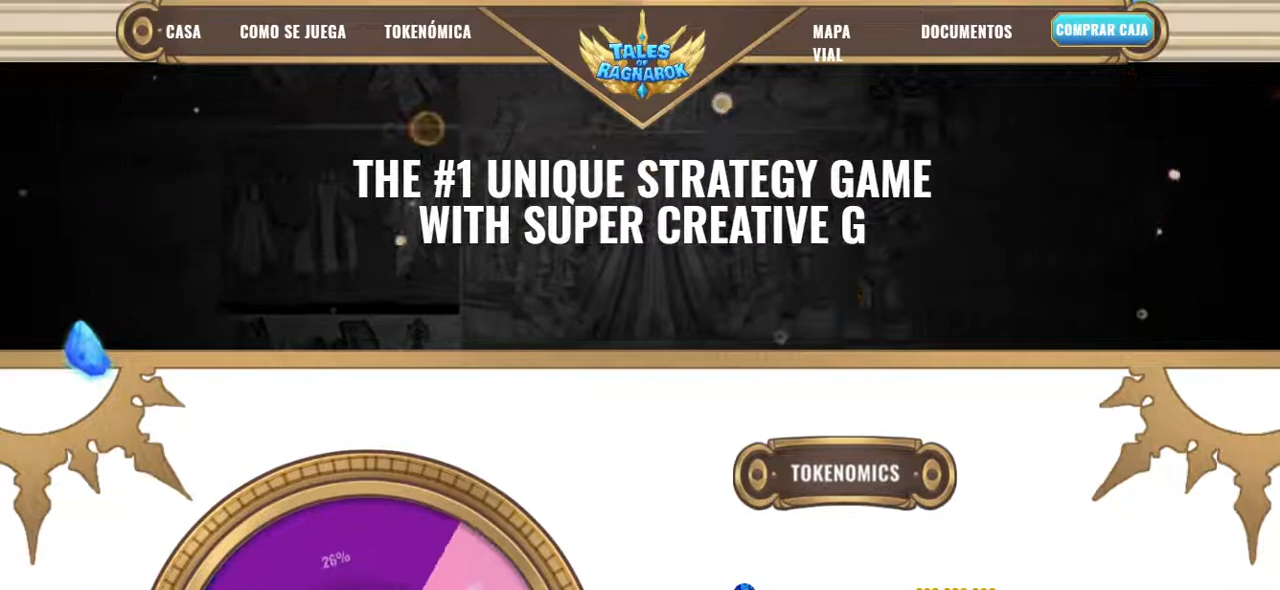 CASA
COMO SE JUEGA
TOKENÓMICA
TALES
OF
RAGNAROK
MAPA
VIAL
DOCUMENTOS
COMPRAR CAJA
THE #1 UNIQUE STRATEGY GAME
WITH SUPER CREATIVE G
TOKENOMICS
26%